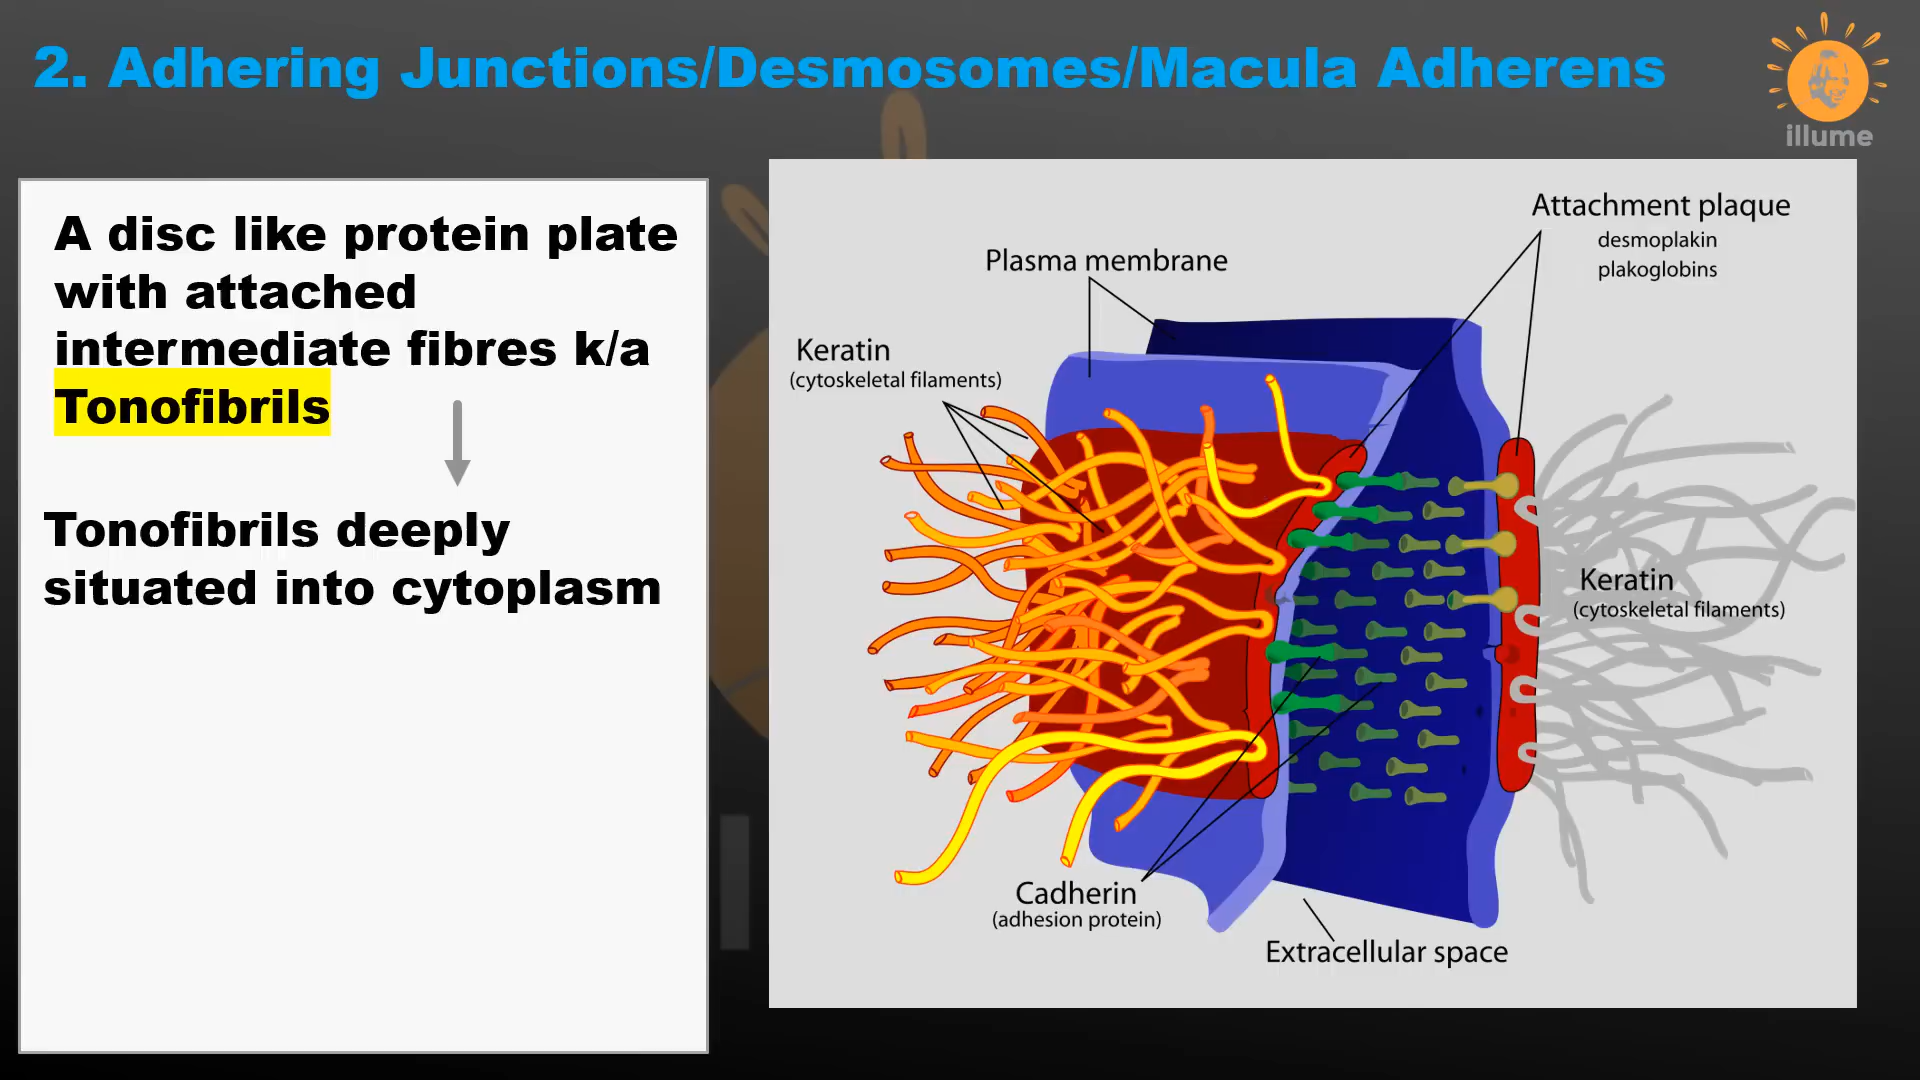 2. Adhering Junctions/Desmosomes/Macula Adherens
illume
A disc like protein plate
with attached
intermediate fibres k/a
Tonofibrils
Tonofibrils deeply
situated into cytoplasm
Attachment plaque
desmoplakin
plakoglobins
Plasma membrane
Keratin
(cytoskeletal filaments)
Keratin
(cytoskeletal filaments)
Cadherin
(adhesion protein)
Extracellular space